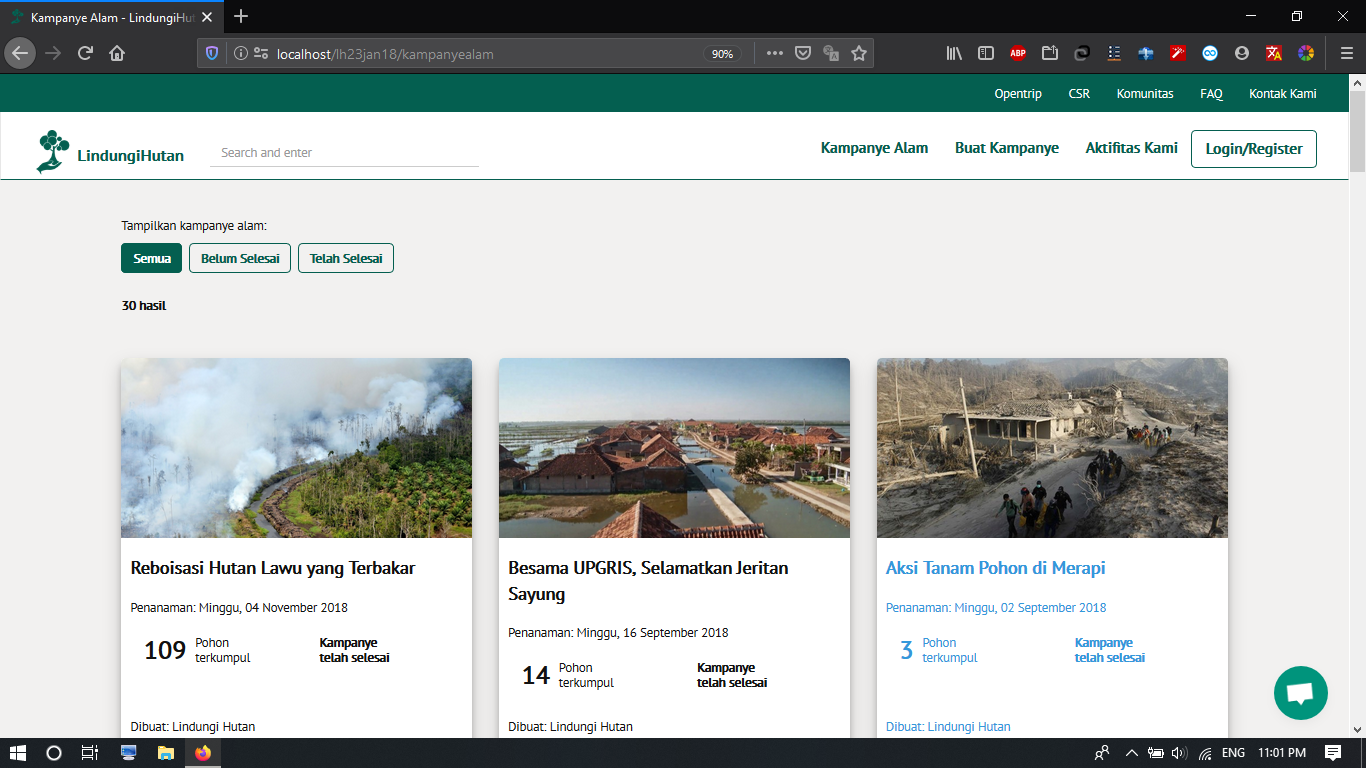 Kampanye Alam - LindungiHut
localhost/lh23jan18/kampanyealam
90%
ABP
Opentrip CSR Komunitas FAQ Kontak Kami
LindungiHutan
Search and enter
Kampanye Alam Buat Kampanye Aktifitas Kami Login/Register
Tampilkan kampanye alam:
Semua Belum Selesai Telah Selesai
30 hasil
Reboisasi Hutan Lawu yang Terbakar
Penanaman: Minggu, 04 November 2018
109 Pohon
terkumpul
Kampanye
telah selesai
Dibuat: Lindungi Hutan
Besama UPGRIS, Selamatkan Jeritan
Sayung
Penanaman: Minggu, 16 September 2018
14 Pohon
terkumpul
Kampanye
telah selesai
Dibuat: Lindungi Hutan
Aksi Tanam Pohon di Merapi
Penanaman: Minggu, 02 September 2018
3 Pohon
terkumpul
Kampanye
telah selesai
Dibuat: Lindungi Hutan
ENG 11:01 PM